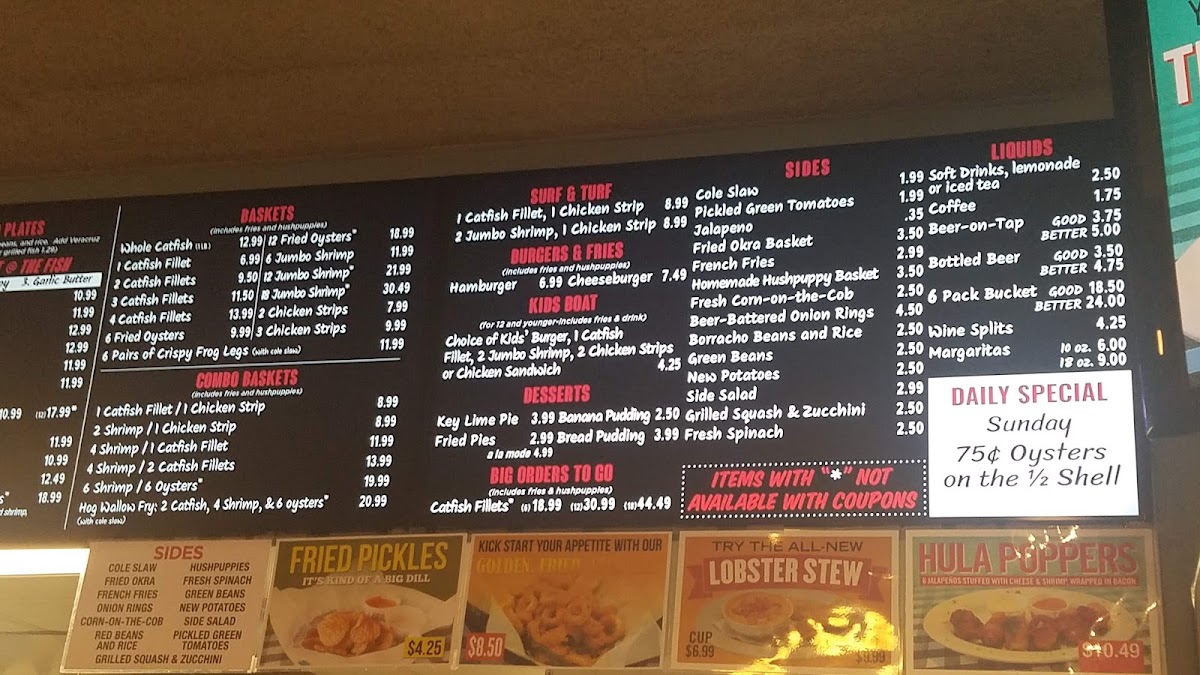 PLATES
beans, and rice. Add Veracruz
grilled fish 1.29)
@ THE FISH
3. Garlic Butter
10.99
11.99
12.99
12.99
11.99
11.99
10.99 (12) 17.99*
11.99
10.99
12.49
18.99
BASKETS
(includes fries and hushpuppies)
Whole Catfish (1 LB) 12.99
1 Catfish Fillet 6.99
2 Catfish Fillets 9.50
3 Catfish Fillets 11.50
4 Catfish Fillets 13.99
6 Fried Oysters 9.99
12 Fried Oysters* 18.99
6 Jumbo Shrimp 11.99
12 Jumbo Shrimp* 21.99
18 Jumbo Shrimp* 30.49
2 Chicken Strips 7.99
3 Chicken Strips 9.99
6 Pairs of Crispy Frog Legs (with cole slaw) 11.99
COMBO BASKETS
(includes fries and hushpuppies)
1 Catfish Fillet / 1 Chicken Strip 8.99
2 Shrimp / 1 Chicken Strip 8.99
4 Shrimp / 1 Catfish Fillet 11.99
4 Shrimp / 2 Catfish Fillets 13.99
6 Shrimp / 6 Oysters* 19.99
Hog Wallow Fry: 2 Catfish, 4 Shrimp, & 6 oysters* 20.99
(with cole slaw)
SURF & TURF
1 Catfish Fillet, 1 Chicken Strip 8.99
2 Jumbo Shrimp, 1 Chicken Strip 8.99
BURGERS & FRIES
(includes fries and hushpuppies)
Hamburger 6.99 Cheeseburger 7.49
KIDS BOAT
(for 12 and younger-includes fries & drink)
Choice of Kids' Burger, 1 Catfish
Fillet, 2 Jumbo Shrimp, 2 Chicken Strips
or Chicken Sandwich 4.25
DESSERTS
Key Lime Pie 3.99 Banana Pudding 2.50
Fried Pies 2.99 Bread Pudding 3.99
a la mode 4.99
BIG ORDERS TO GO
(includes fries & hushpuppies)
Catfish Fillets* (6) 18.99 (12) 30.99 (18) 44.49
SIDES
Cole Slaw 1.99
Pickled Green Tomatoes 1.99
Jalapeno .35
Fried Okra Basket 3.50
French Fries 2.99
Homemade Hushpuppy Basket 3.50
Fresh Corn-on-the-Cob 2.50
Beer-Battered Onion Rings 4.50
Borracho Beans and Rice 2.50
Green Beans 2.50
New Potatoes 2.50
Side Salad 2.99
Grilled Squash & Zucchini 2.50
Fresh Spinach 2.50
ITEMS WITH "*" NOT
AVAILABLE WITH COUPONS
LIQUIDS
Soft Drinks, lemonade
or iced tea 2.50
Coffee 1.75
Beer-on-Tap GOOD 3.75
BETTER 5.00
Bottled Beer GOOD 3.50
BETTER 4.75
6 Pack Bucket GOOD 18.50
BETTER 24.00
Wine Splits 4.25
Margaritas 10 oz. 6.00
18 oz. 9.00
DAILY SPECIAL
Sunday
75¢ Oysters
on the ½ Shell
SIDES
COLE SLAW
FRIED OKRA
FRENCH FRIES
ONION RINGS
CORN-ON-THE-COB
RED BEANS
AND RICE
HUSHPUPPIES
FRESH SPINACH
GREEN BEANS
NEW POTATOES
SIDE SALAD
PICKLED GREEN
TOMATOES
GRILLED SQUASH & ZUCCHINI
FRIED PICKLES
IT'S KIND OF A BIG DILL
$4.25
KICK START YOUR APPETITE WITH OUR
GOLDEN, FRIED
$8.50
TRY THE ALL-NEW
LOBSTER STEW
CUP
$6.99
$9.99
HULA POPPERS
6 JALAPEÑOS STUFFED WITH CHEESE & SHRIMP, WRAPPED IN BACON
$10.49